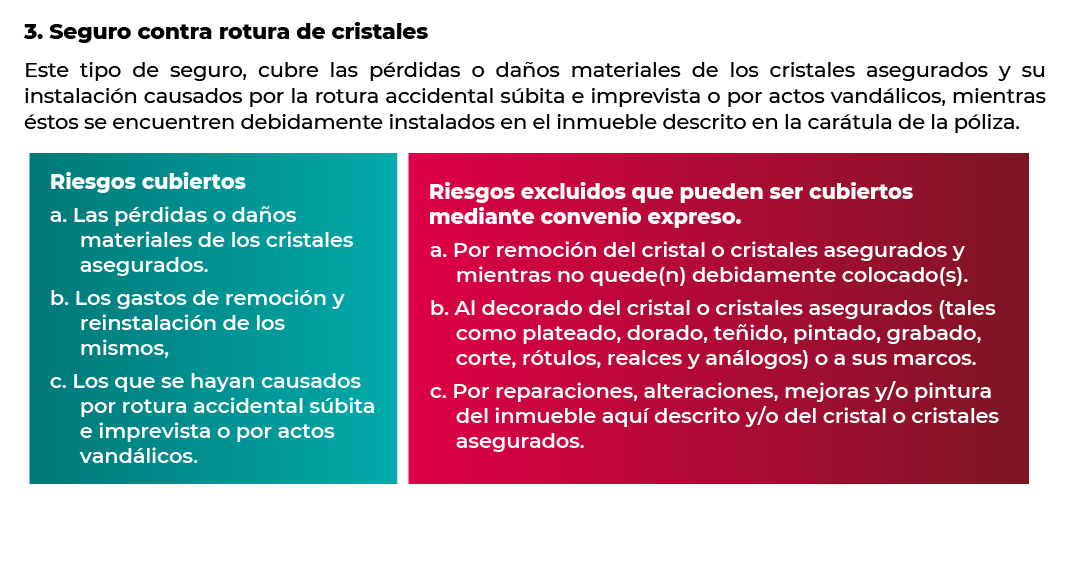 3. Seguro contra rotura de cristales
Este tipo de seguro, cubre las pérdidas o daños materiales de los cristales asegurados y su
instalación causados por la rotura accidental súbita e imprevista o por actos vandálicos, mientras
éstos se encuentren debidamente instalados en el inmueble descrito en la carátula de la póliza.
Riesgos cubiertos
a. Las pérdidas o daños
materiales de los cristales
asegurados.
b. Los gastos de remoción y
reinstalación de los
mismos,
c. Los que se hayan causados
por rotura accidental súbita
e imprevista o por actos
vandálicos.
Riesgos excluidos que pueden ser cubiertos
mediante convenio expreso.
a. Por remoción del cristal o cristales asegurados y
mientras no quede(n) debidamente colocado(s).
b. Al decorado del cristal o cristales asegurados (tales
como plateado, dorado, teñido, pintado, grabado,
corte, rótulos, realces y análogos) o a sus marcos.
c. Por reparaciones, alteraciones, mejoras y/o pintura
del inmueble aquí descrito y/o del cristal o cristales
asegurados.